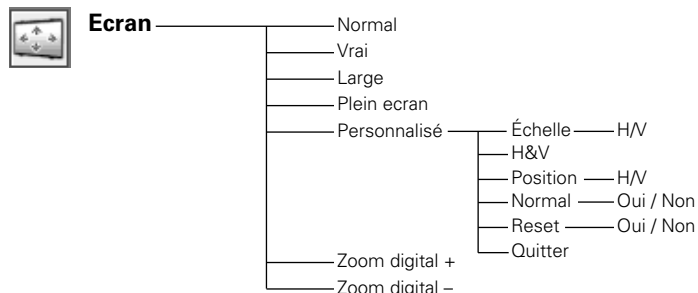 Ecran
Normal
Vrai
Large
Plein ecran
Personnalisé
Échelle H/V
H&V
Position H/V
Normal Oui / Non
Reset Oui / Non
Quitter
Zoom digital +
Zoom digital –